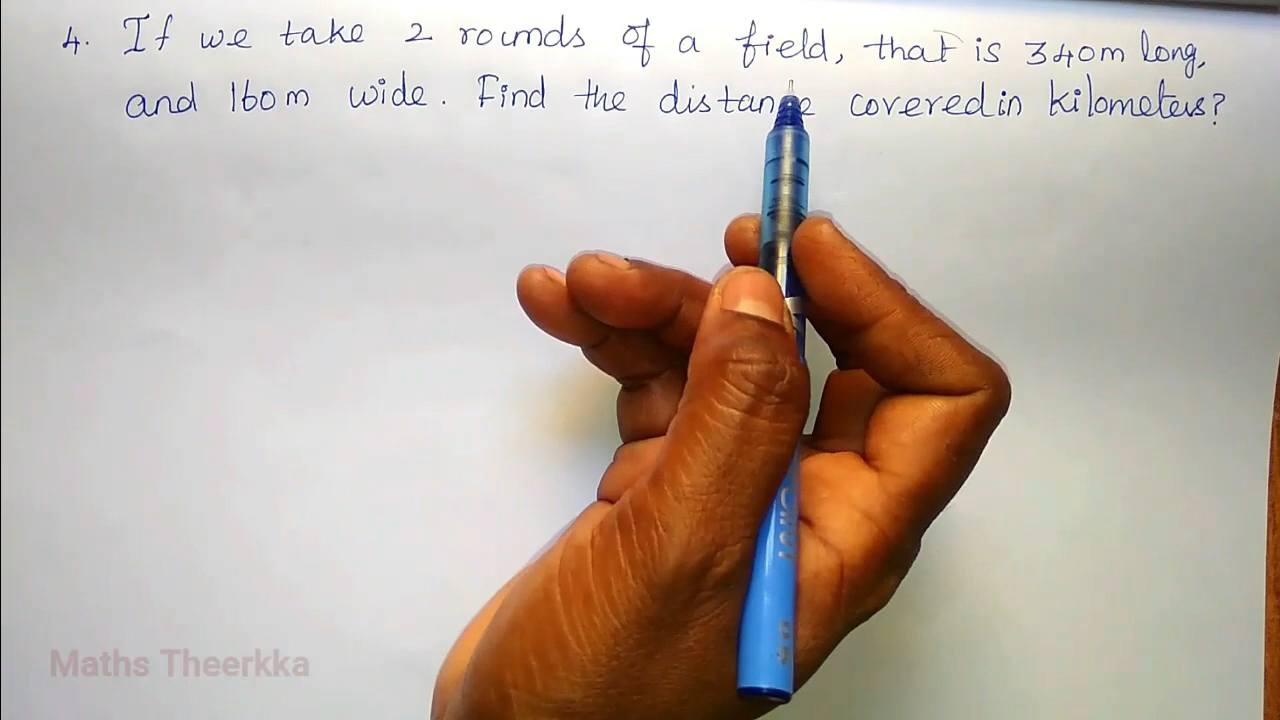 4. If we take 2 rounds of a field, that is 340m long,
and 160m wide. Find the distance covered in kilometers?
Maths Theerkka